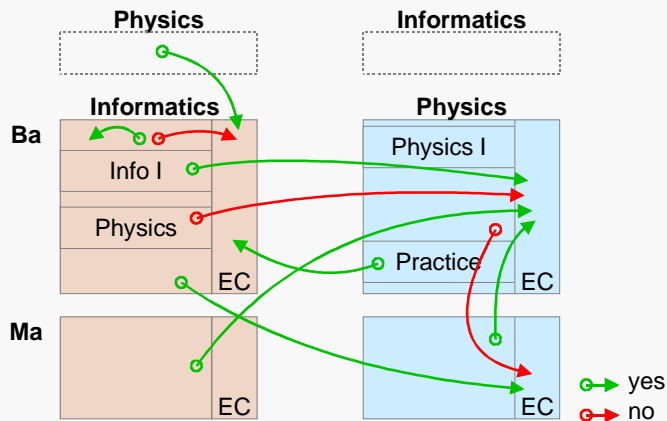 Physics Informatics
Informatics Physics
Ba
Physics I
Info I
Physics
Practice
EC EC
Ma
EC EC
yes
no